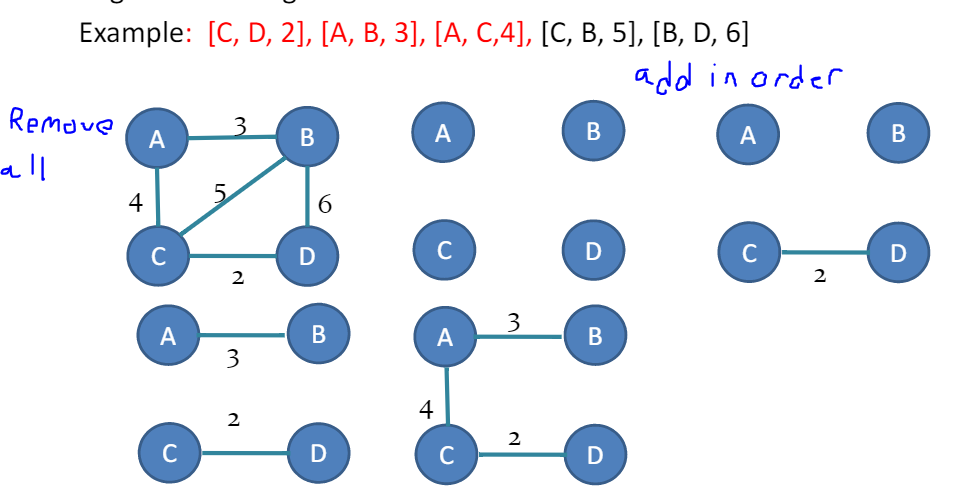 Example: [C, D, 2], [A, B, 3], [A, C,4], [C, B, 5], [B, D, 6]
add in order
Remove
all
A 3 B
4 5 6
C 2 D
A B
C D
A B
C 2 D
A 3 B
2
C D
A 3 B
4
C 2 D